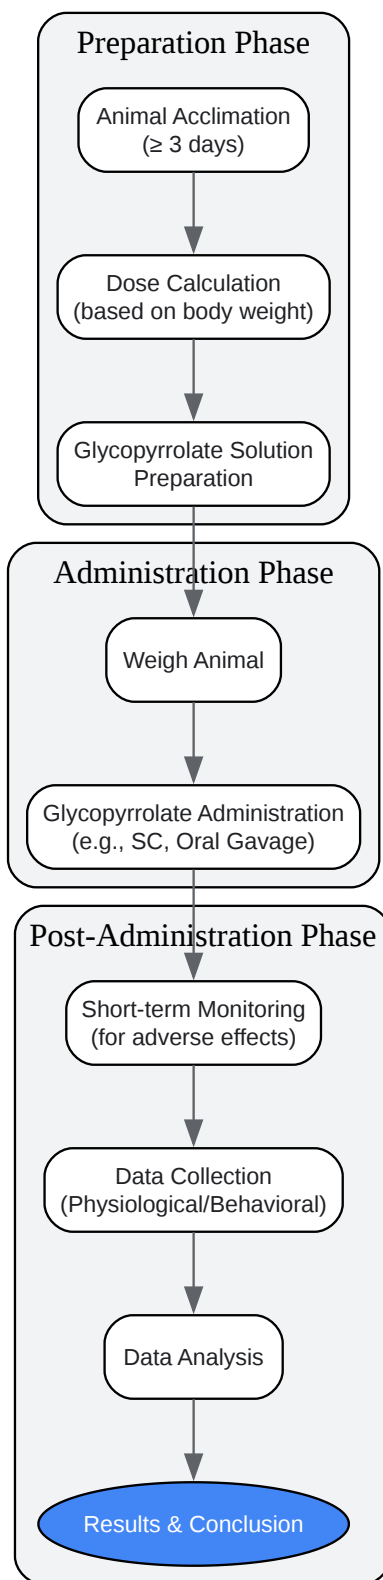 Preparation Phase
Animal Acclimation
(≥ 3 days)
Dose Calculation
(based on body weight)
Glycopyrrolate Solution
Preparation
Administration Phase
Weigh Animal
Glycopyrrolate Administration
(e.g., SC, Oral Gavage)
Post-Administration Phase
Short-term Monitoring
(for adverse effects)
Data Collection
(Physiological/Behavioral)
Data Analysis
Results & Conclusion